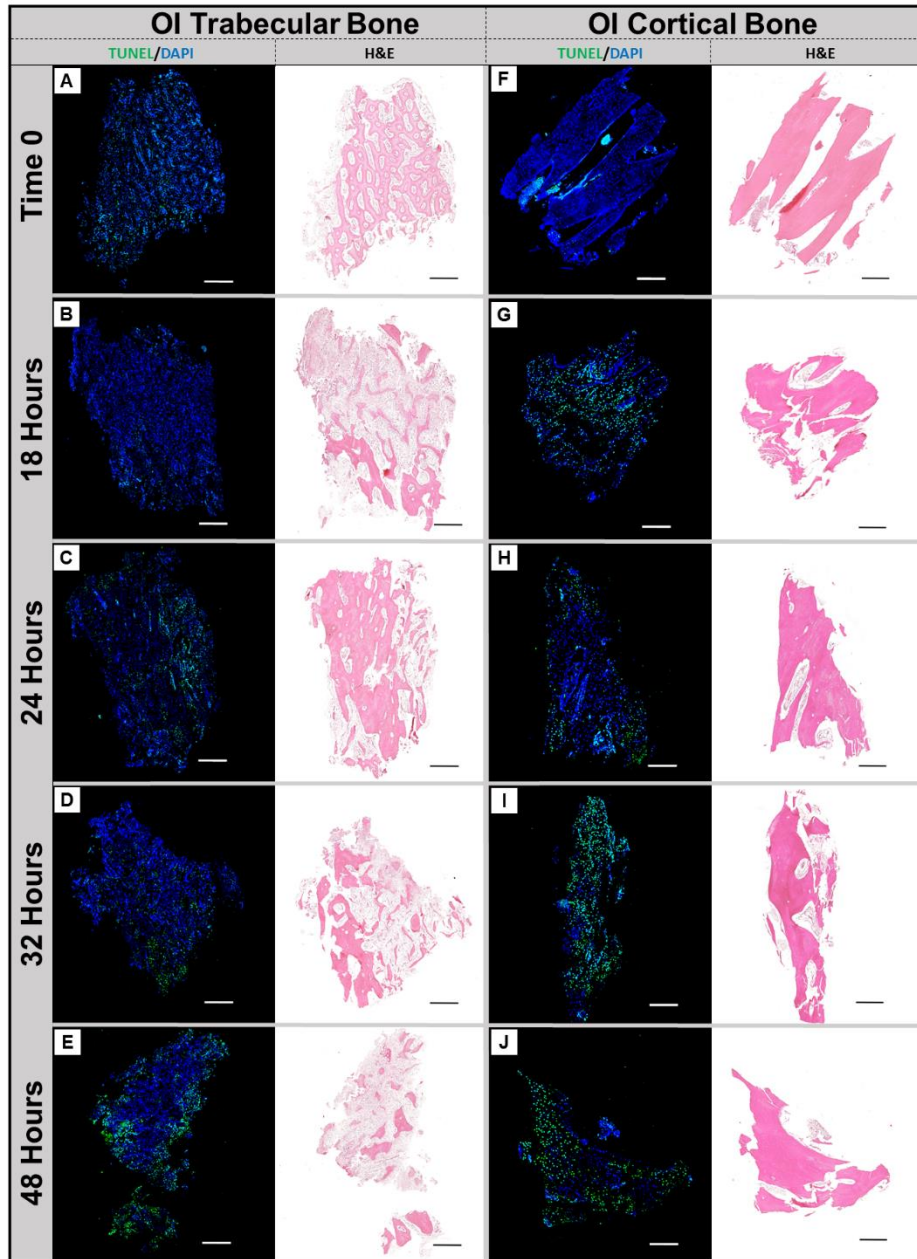 OI Trabecular Bone OI Cortical Bone
TUNEL/DAPI H&E TUNEL/DAPI H&E
Time 0 A F
18 Hours B G
24 Hours C H
32 Hours D I
48 Hours E J